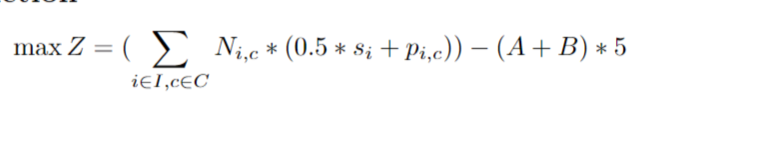 max Z = ( ∑ N_{i,c} * (0.5 * s_i + p_{i,c})) − (A + B) * 5
i∈I,c∈C